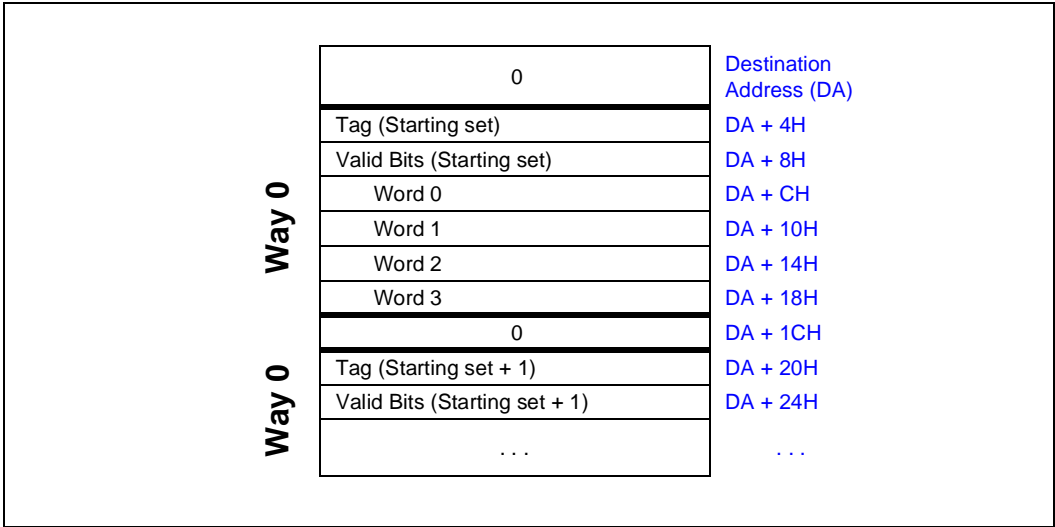 0
Destination
Address (DA)
Tag (Starting set)
DA + 4H
Valid Bits (Starting set)
DA + 8H
Way 0
Word 0
DA + CH
Word 1
DA + 10H
Word 2
DA + 14H
Word 3
DA + 18H
0
DA + 1CH
Way 0
Tag (Starting set + 1)
DA + 20H
Valid Bits (Starting set + 1)
DA + 24H
. . .
. . .